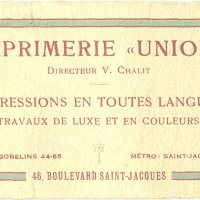 PRIMERIE «UNIO
DIRECTEUR V. CHALIT
RESSIONS EN TOUTES LANGU
TRAVAUX DE LUXE ET EN COULEURS
GOBELINS 44-65 MÉTRO: SAINT-JAC
46, BOULEVARD SAINT-JACQUES